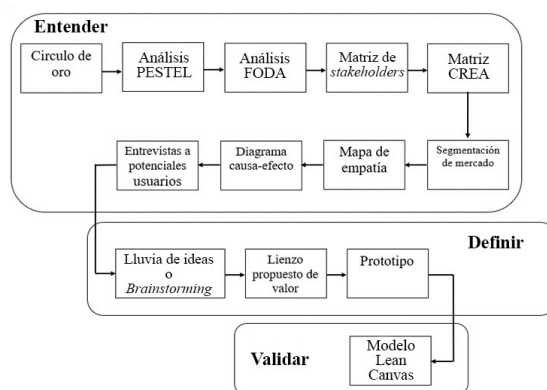 Entender
Circulo de
oro
Análisis
PESTEL
Análisis
FODA
Matriz de
stakeholders
Matriz
CREA
Entrevistas a
potenciales
usuarios
Diagrama
causa-efecto
Mapa de
empatía
Segmentación
de mercado
Definir
Lluvia de ideas
o
Brainstorming
Lienzo
propuesto de
valor
Prototipo
Validar
Modelo
Lean
Canvas